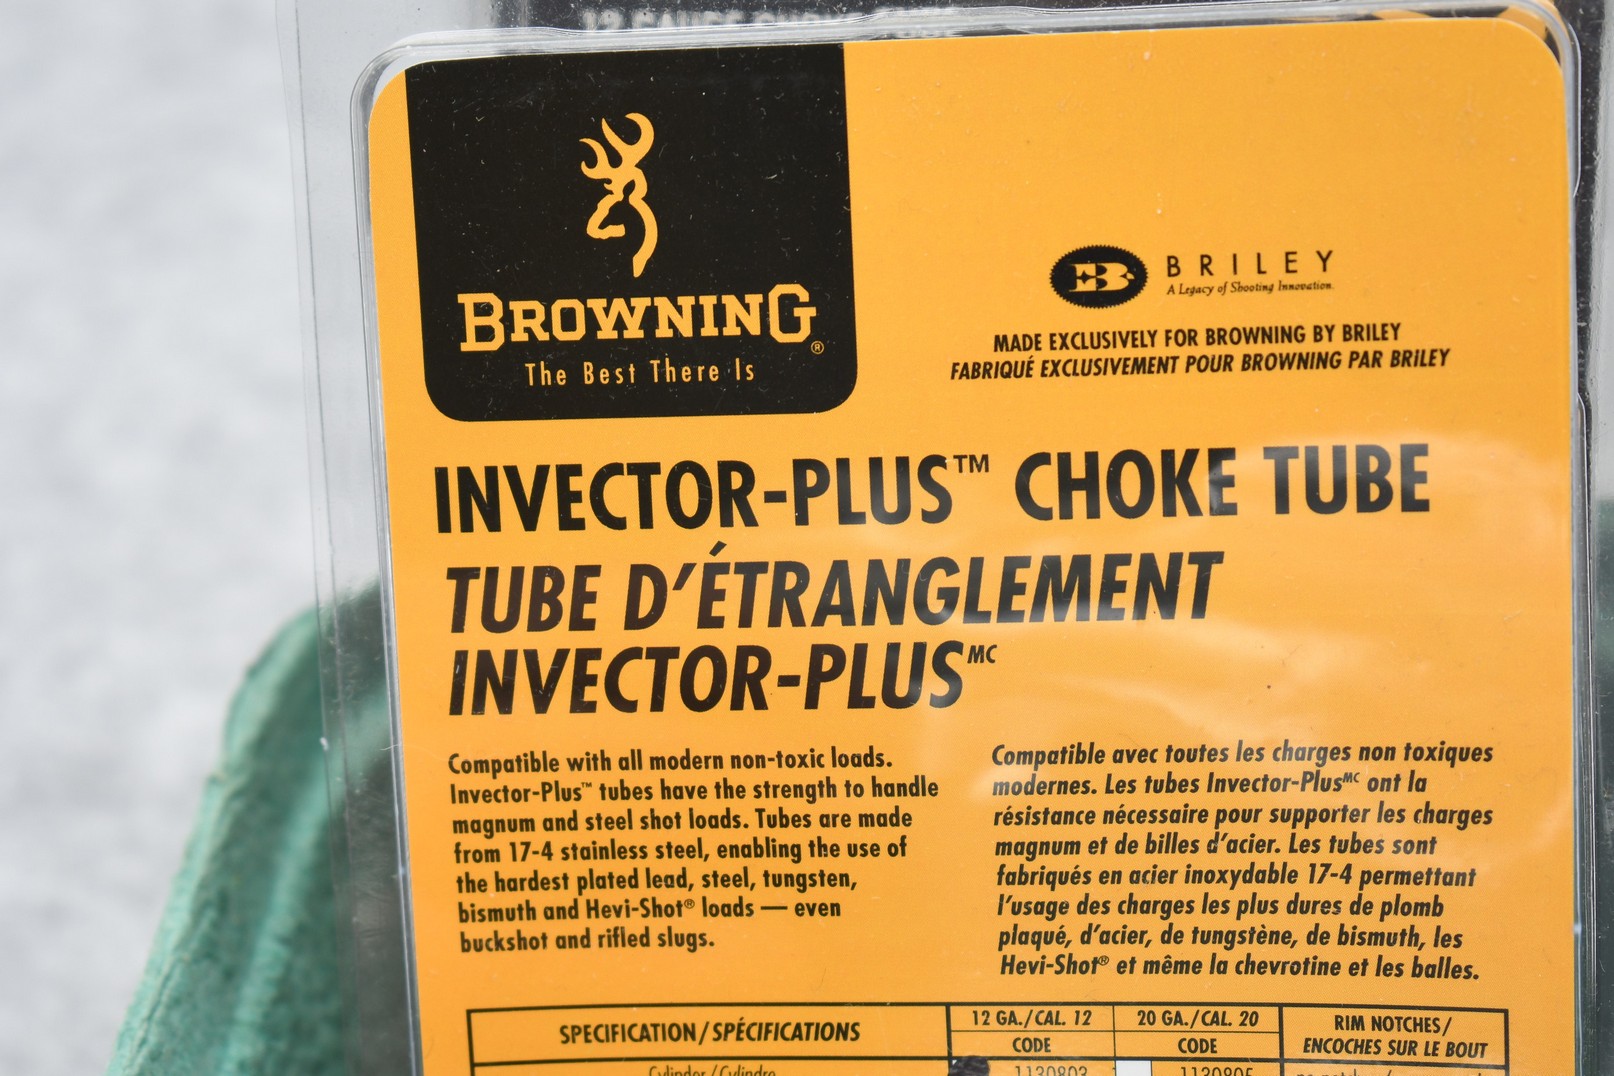 12 GAUGE CHOKE TUBE
BROWNING®
The Best There Is
B
BRILEY
A Legacy of Shooting Innovation.
MADE EXCLUSIVELY FOR BROWNING BY BRILEY
FABRIQUÉ EXCLUSIVEMENT POUR BROWNING PAR BRILEY
INVECTOR-PLUS™ CHOKE TUBE
TUBE D'ÉTRANGLEMENT
INVECTOR-PLUSᴹᶜ
Compatible with all modern non-toxic loads.
Invector-Plus™ tubes have the strength to handle
magnum and steel shot loads. Tubes are made
from 17-4 stainless steel, enabling the use of
the hardest plated lead, steel, tungsten,
bismuth and Hevi-Shot® loads — even
buckshot and rifled slugs.
Compatible avec toutes les charges non toxiques
modernes. Les tubes Invector-Plusᴹᶜ ont la
résistance nécessaire pour supporter les charges
magnum et de billes d'acier. Les tubes sont
fabriqués en acier inoxydable 17-4 permettant
l'usage des charges les plus dures de plomb
plaqué, d'acier, de tungstène, de bismuth, les
Hevi-Shot® et même la chevrotine et les balles.
SPECIFICATION/SPÉCIFICATIONS
12 GA./CAL. 12
CODE
20 GA./CAL. 20
CODE
RIM NOTCHES/
ENCOCHES SUR LE BOUT
Cylinder/Cylindre
1130803
1130805